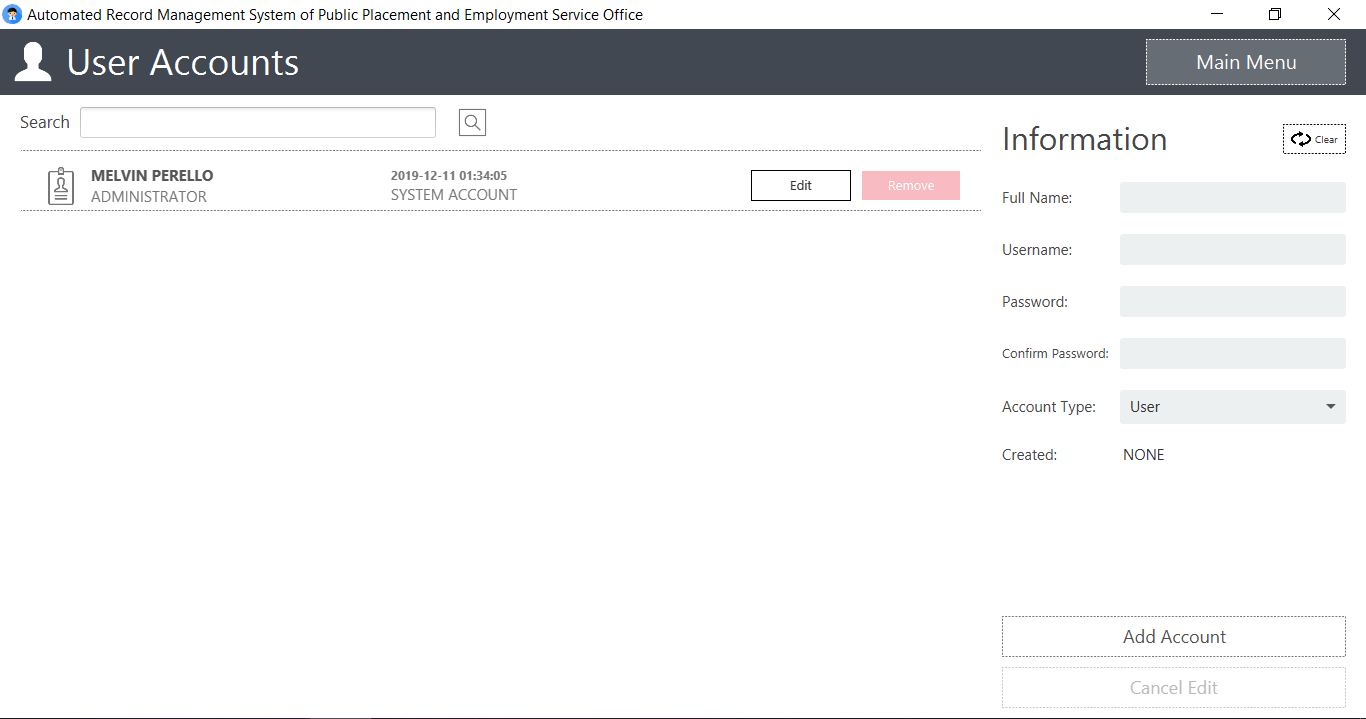 Automated Record Management System of Public Placement and Employment Service Office
User Accounts
Main Menu
Search
MELVIN PERELLO
ADMINISTRATOR
2019-12-11 01:34:05
SYSTEM ACCOUNT
Edit
Remove
Information
Clear
Full Name:
Username:
Password:
Confirm Password:
Account Type:
User
Created:
NONE
Add Account
Cancel Edit